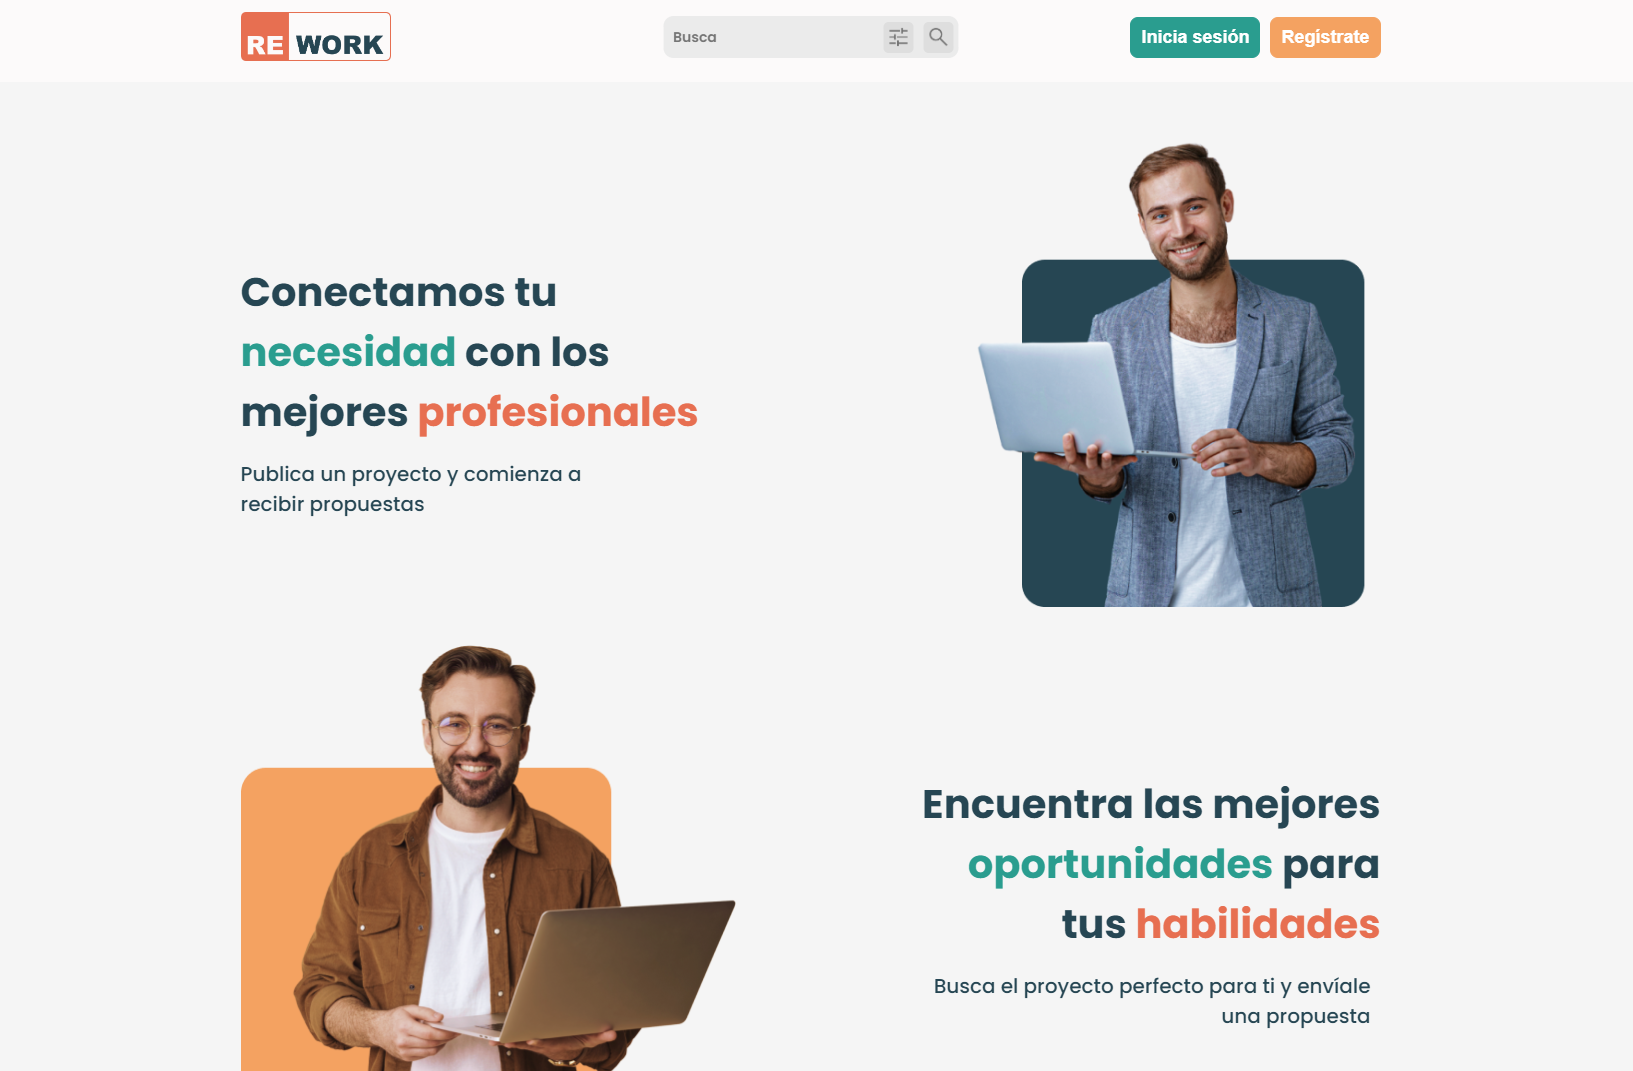 RE WORK
Busca
Inicia sesión
Regístrate
Conectamos tu
necesidad con los
mejores profesionales
Publica un proyecto y comienza a
recibir propuestas
Encuentra las mejores
oportunidades para
tus habilidades
Busca el proyecto perfecto para ti y envíale
una propuesta